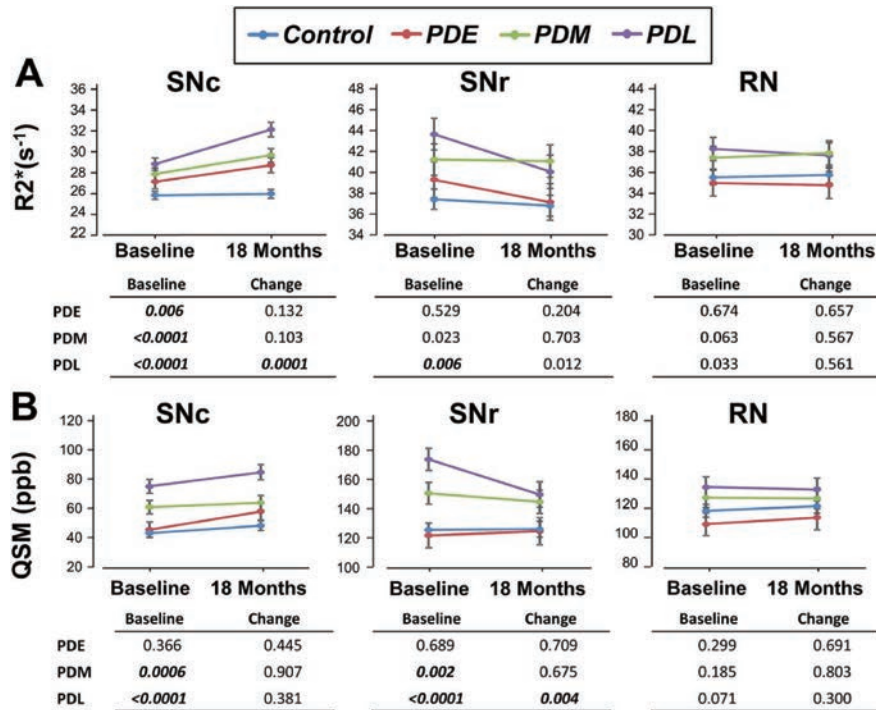 Control PDE PDM PDL
A
SNc SNr RN
R2*(s-1)
36 34 32 30 28 26 24 22
48 46 44 42 40 38 36 34
44 42 40 38 36 34 32 30
Baseline 18 Months Baseline 18 Months Baseline 18 Months
Baseline Change Baseline Change Baseline Change
PDE 0.006 0.132 0.529 0.204 0.674 0.657
PDM <0.0001 0.103 0.023 0.703 0.063 0.567
PDL <0.0001 0.0001 0.006 0.012 0.033 0.561
B
SNc SNr RN
QSM (ppb)
120 100 80 60 40 20
200 180 160 140 120 100
180 160 140 120 100 80
Baseline 18 Months Baseline 18 Months Baseline 18 Months
Baseline Change Baseline Change Baseline Change
PDE 0.366 0.445 0.689 0.709 0.299 0.691
PDM 0.0006 0.907 0.002 0.675 0.185 0.803
PDL <0.0001 0.381 <0.0001 0.004 0.071 0.300